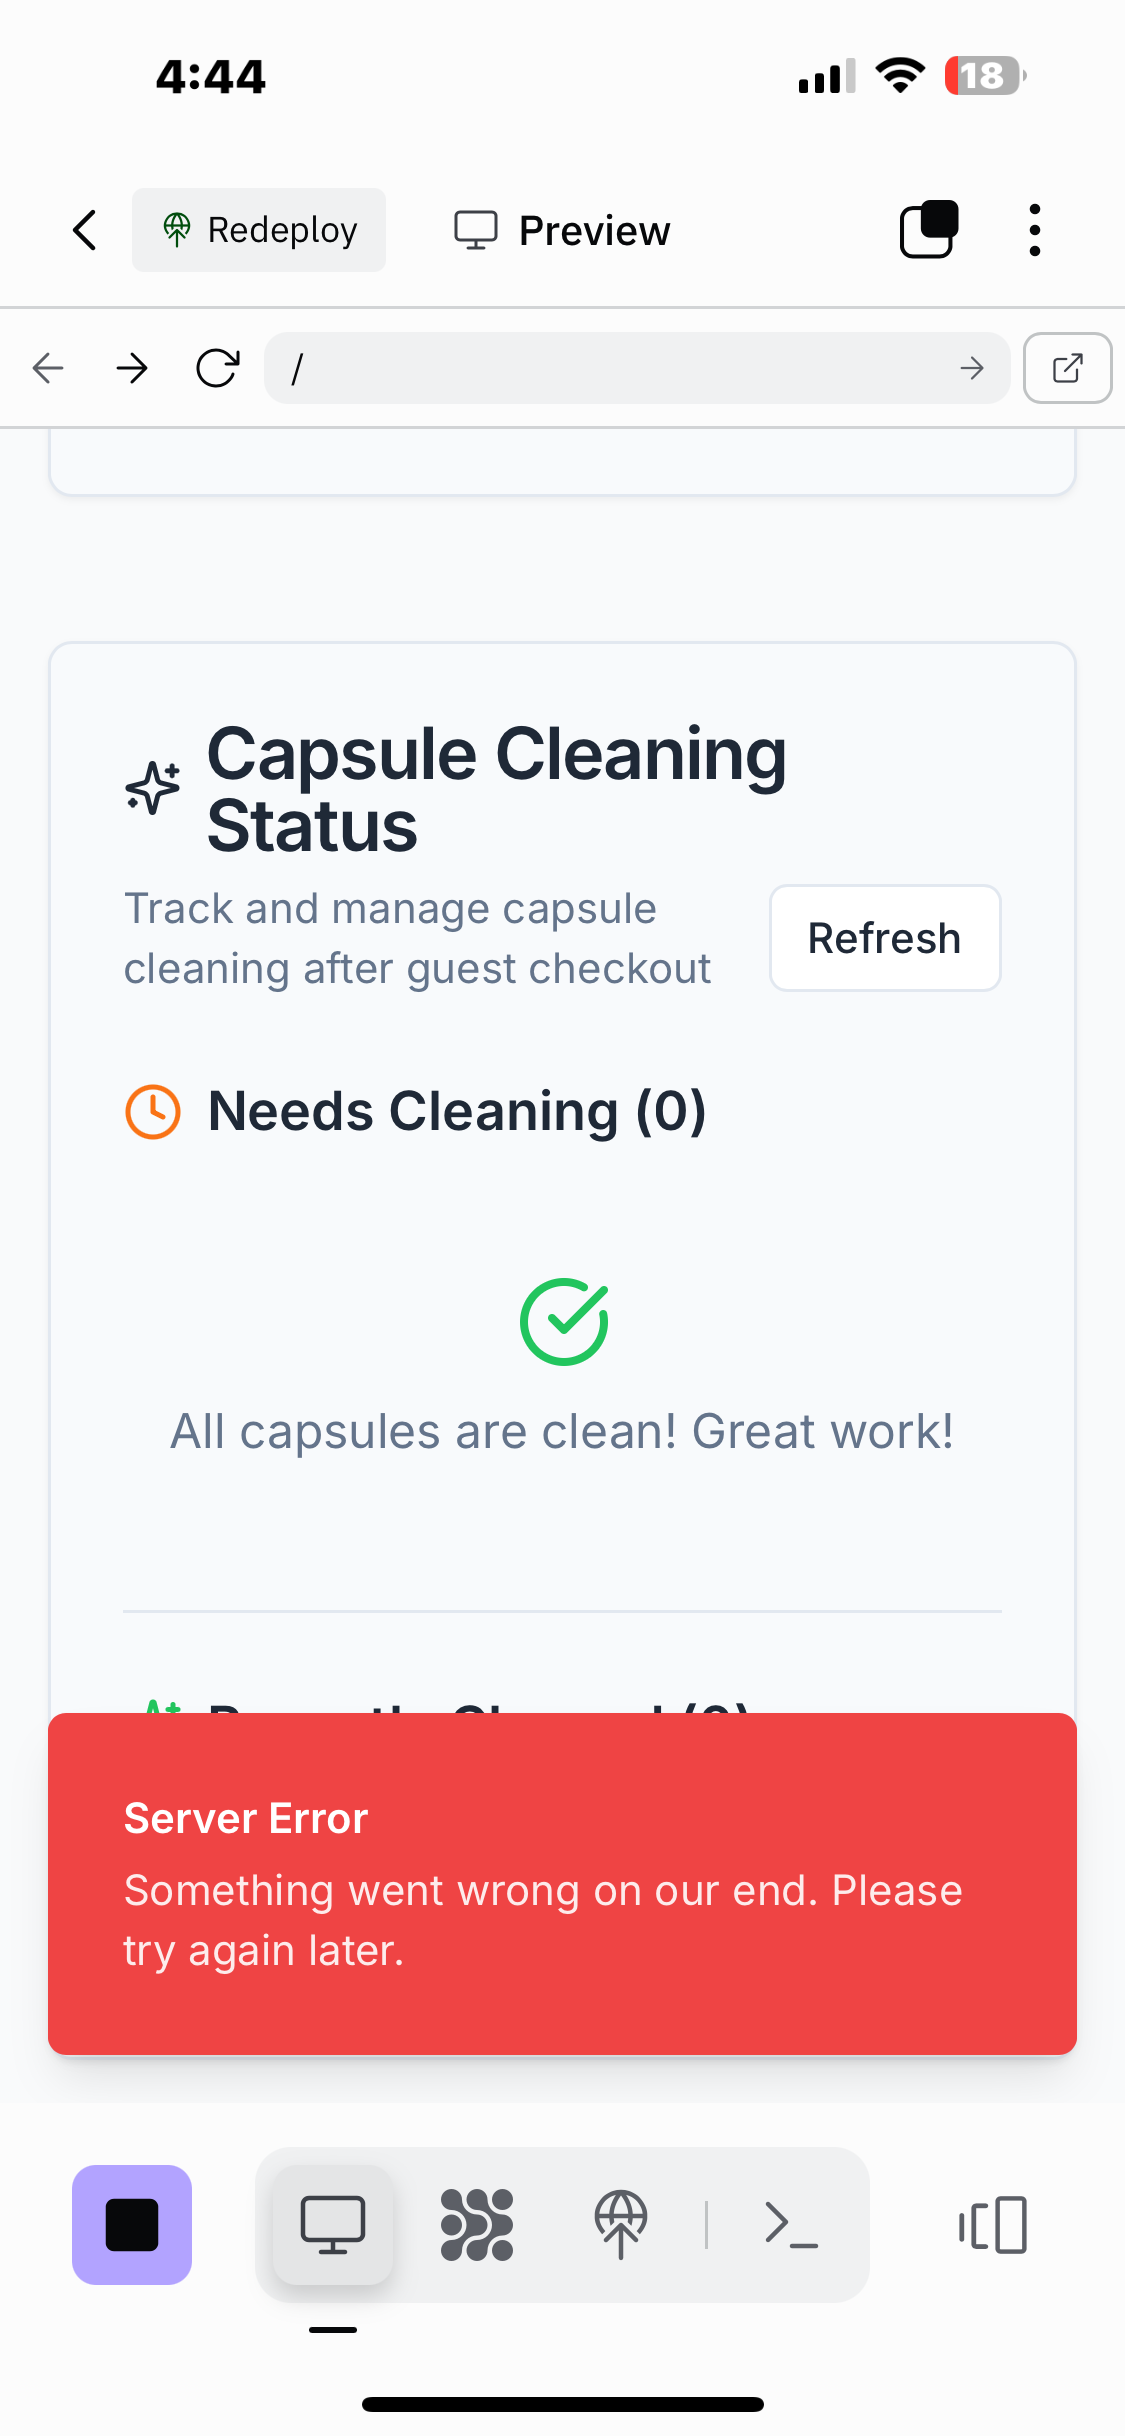 4:44
18
Redeploy
Preview
/
Capsule Cleaning
Status
Track and manage capsule
cleaning after guest checkout
Refresh
Needs Cleaning (0)
All capsules are clean! Great work!
Server Error
Something went wrong on our end. Please
try again later.